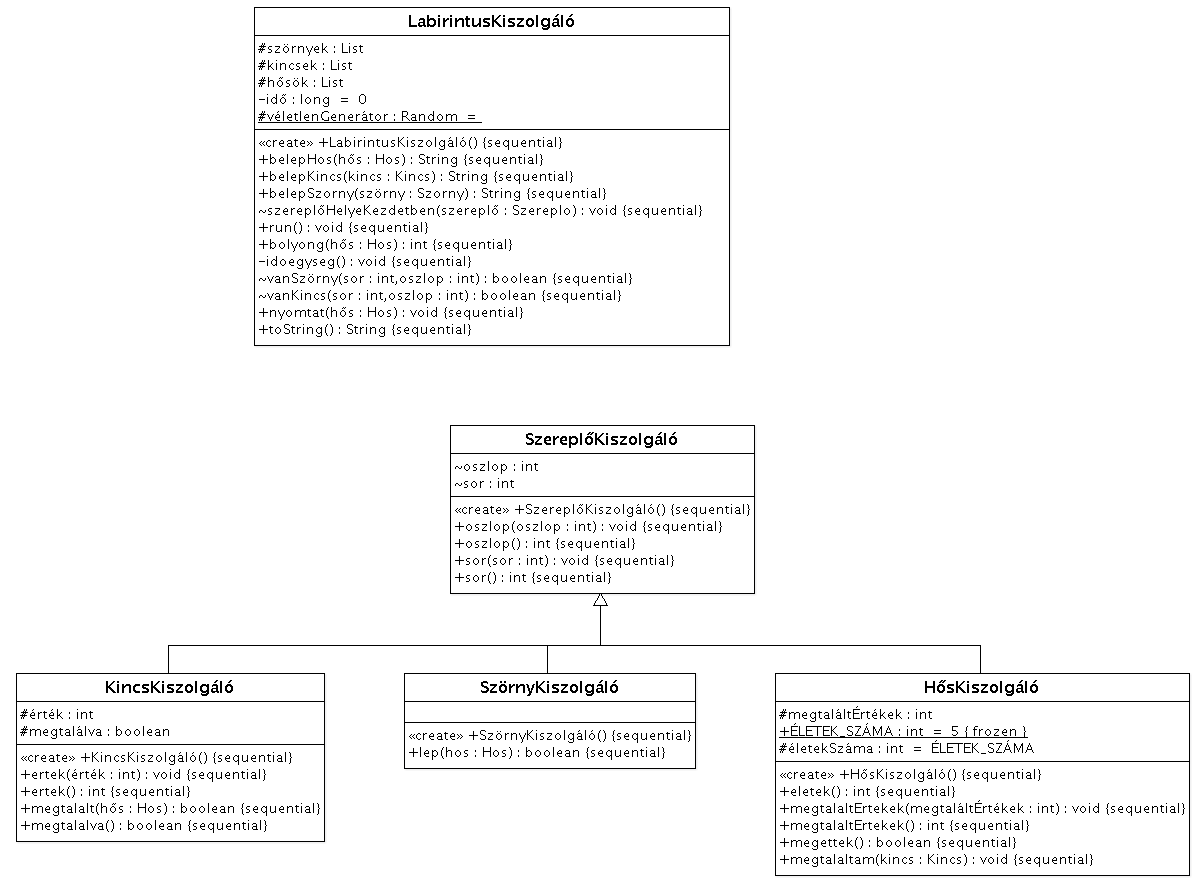 LabirintusKiszolgáló
#szörnyek : List
#kincsek : List
#hősök : List
-idő : long = 0
#véletlenGenerátor : Random =
«create» +LabirintusKiszolgáló() {sequential}
+belepHos(hős : Hos) : String {sequential}
+belepKincs(kincs : Kincs) : String {sequential}
+belepSzorny(szörny : Szorny) : String {sequential}
~szereplőHelyeKezdetben(szereplő : Szereplo) : void {sequential}
+run() : void {sequential}
+bolyong(hős : Hos) : int {sequential}
-idoegyseg() : void {sequential}
~vanSzörny(sor : int,oszlop : int) : boolean {sequential}
~vanKincs(sor : int,oszlop : int) : boolean {sequential}
+nyomtat(hős : Hos) : void {sequential}
+toString() : String {sequential}
SzereplőKiszolgáló
~oszlop : int
~sor : int
«create» +SzereplőKiszolgáló() {sequential}
+oszlop(oszlop : int) : void {sequential}
+oszlop() : int {sequential}
+sor(sor : int) : void {sequential}
+sor() : int {sequential}
KincsKiszolgáló
#érték : int
#megtalálva : boolean
«create» +KincsKiszolgáló() {sequential}
+ertek(érték : int) : void {sequential}
+ertek() : int {sequential}
+megtalalt(hős : Hos) : boolean {sequential}
+megtalalva() : boolean {sequential}
SzörnyKiszolgáló
«create» +SzörnyKiszolgáló() {sequential}
+lep(hos : Hos) : boolean {sequential}
HősKiszolgáló
#megtaláltÉrtékek : int
+ÉLETEK_SZÁMA : int = 5 { frozen }
#életekSzáma : int = ÉLETEK_SZÁMA
«create» +HősKiszolgáló() {sequential}
+eletek() : int {sequential}
+megtalaltErtekek(megtaláltÉrtékek : int) : void {sequential}
+megtalaltErtekek() : int {sequential}
+megettek() : boolean {sequential}
+megtalaltam(kincs : Kincs) : void {sequential}